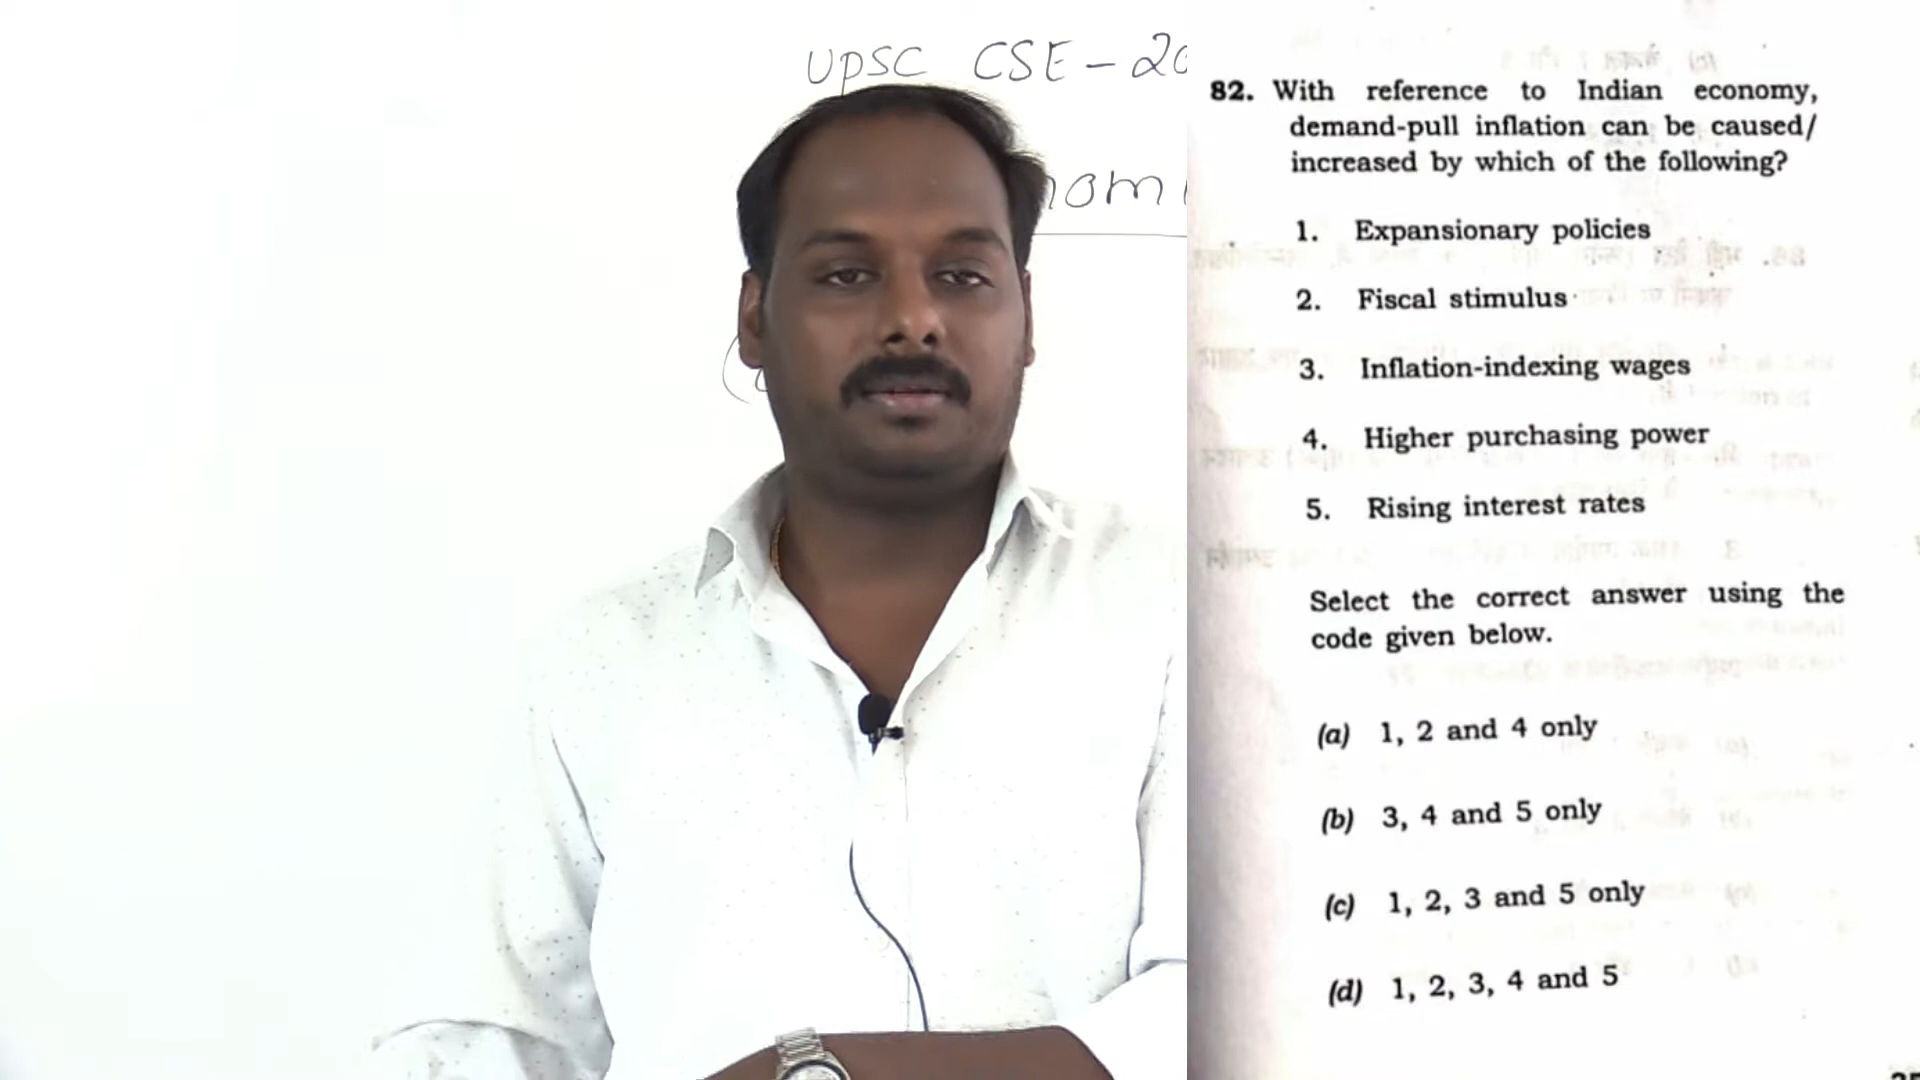 UPSC CSE - 20
nom
82. With reference to Indian economy,
demand-pull inflation can be caused/
increased by which of the following?
1. Expansionary policies
2. Fiscal stimulus
3. Inflation-indexing wages
4. Higher purchasing power
5. Rising interest rates
Select the correct answer using the
code given below.
(a) 1, 2 and 4 only
(b) 3, 4 and 5 only
(c) 1, 2, 3 and 5 only
(d) 1, 2, 3, 4 and 5